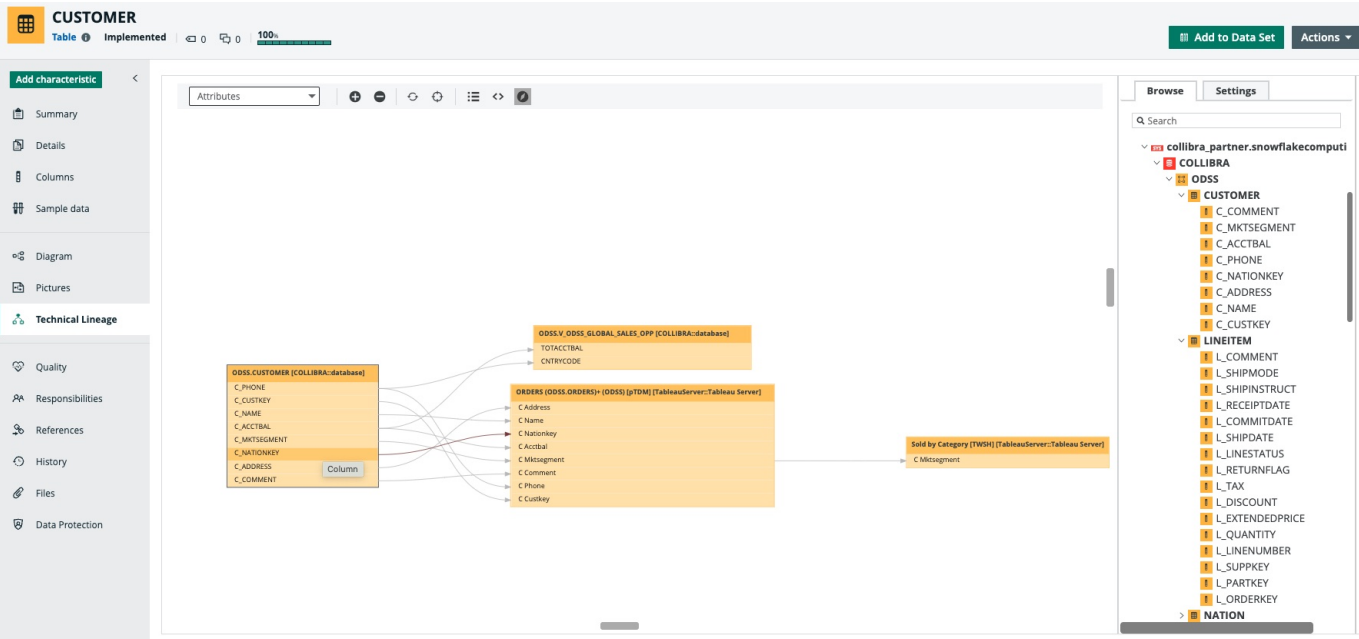 CUSTOMER
Table Implemented 0 0 100%
Add to Data Set
Actions
Add characteristic
Summary
Details
Columns
Sample data
Diagram
Pictures
Technical Lineage
Quality
Responsibilities
References
History
Files
Data Protection
Attributes
ODSS.CUSTOMER [COLLIBRA::database]
C_PHONE
C_CUSTKEY
C_NAME
C_ACCTBAL
C_MKTSEGMENT
C_NATIONKEY
C_ADDRESS
C_COMMENT
Column
ODSS.V_ODSS_GLOBAL_SALES_OPP [COLLIBRA::database]
TOTACCTBAL
CNTRYCODE
ORDERS (ODSS.ORDERS)+ (ODSS) [pTDM] [TableauServer::Tableau Server]
C Address
C Name
C Nationkey
C Acctbal
C Mktsegment
C Comment
C Phone
C Custkey
Sold by Category [TWSH] [TableauServer::Tableau Server]
C Mktsegment
Browse
Settings
Search
collibra_partner.snowflakecomputi
COLLIBRA
ODSS
CUSTOMER
C_COMMENT
C_MKTSEGMENT
C_ACCTBAL
C_PHONE
C_NATIONKEY
C_ADDRESS
C_NAME
C_CUSTKEY
LINEITEM
L_COMMENT
L_SHIPMODE
L_SHIPINSTRUCT
L_RECEIPTDATE
L_COMMITDATE
L_SHIPDATE
L_LINESTATUS
L_RETURNFLAG
L_TAX
L_DISCOUNT
L_EXTENDEDPRICE
L_QUANTITY
L_LINENUMBER
L_SUPPKEY
L_PARTKEY
L_ORDERKEY
NATION